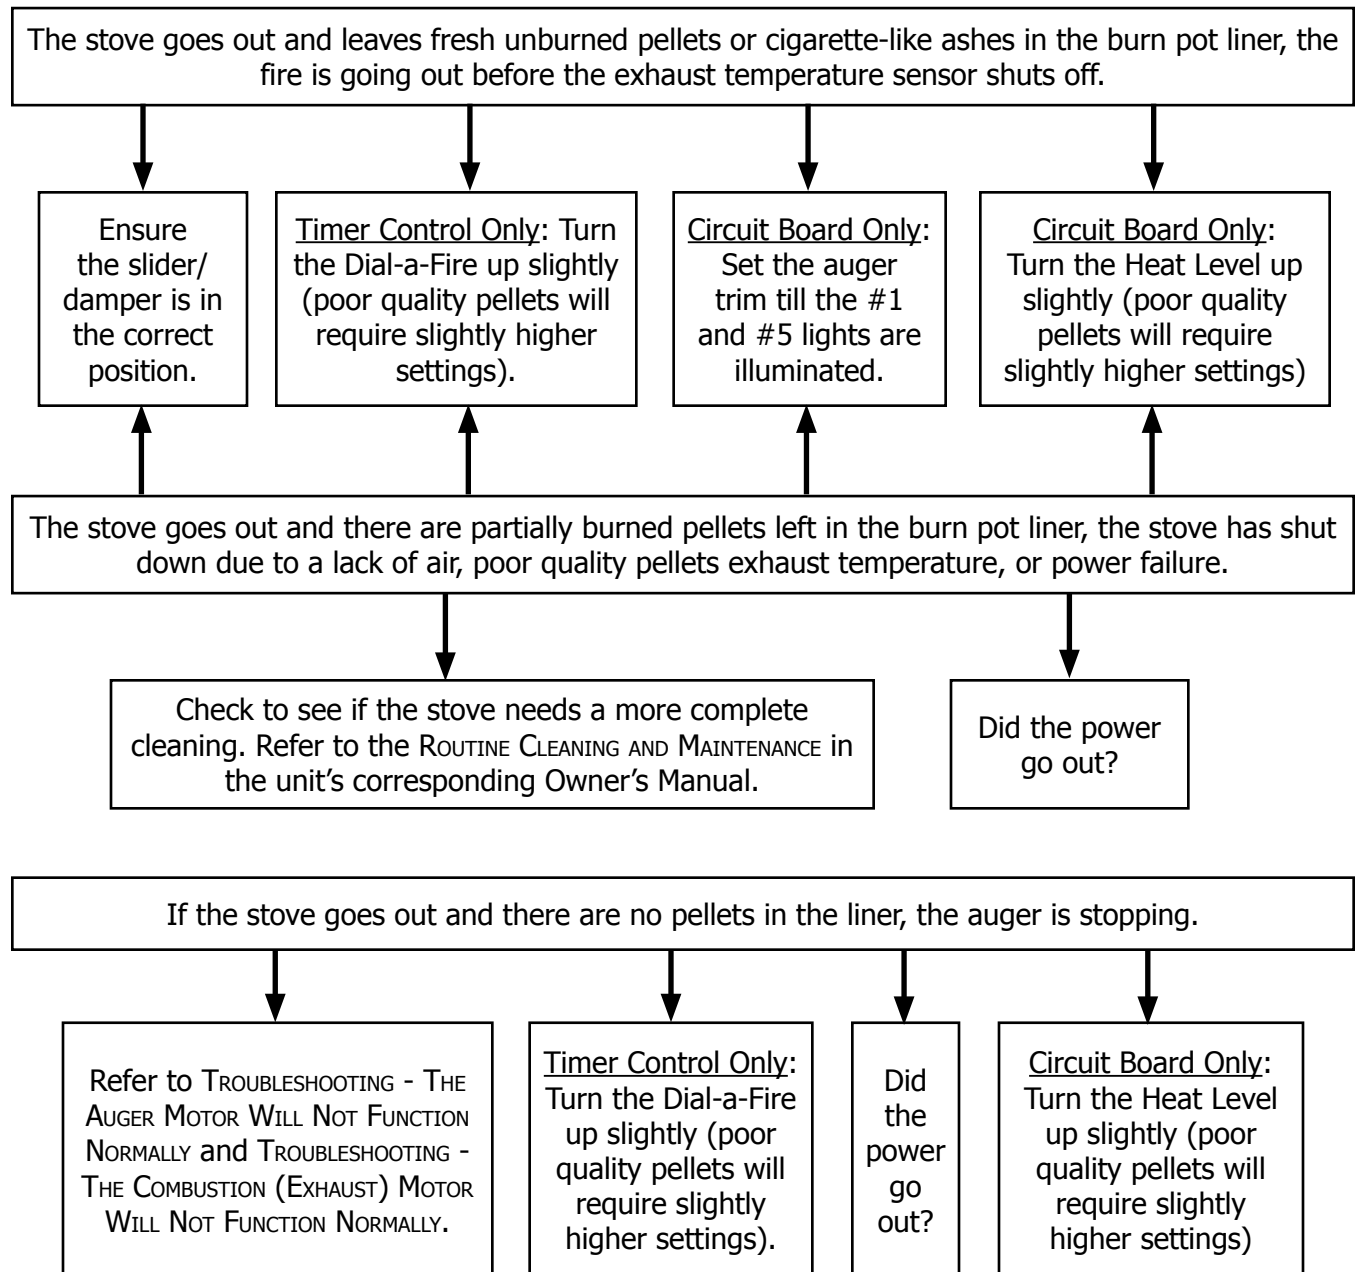 The stove goes out and leaves fresh unburned pellets or cigarette-like ashes in the burn pot liner, the
fire is going out before the exhaust temperature sensor shuts off.
Ensure
the slider/
damper is in
the correct
position.
Timer Control Only: Turn
the Dial-a-Fire up slightly
(poor quality pellets will
require slightly higher
settings).
Circuit Board Only:
Set the auger
trim till the #1
and #5 lights are
illuminated.
Circuit Board Only:
Turn the Heat Level up
slightly (poor quality
pellets will require
slightly higher settings)
The stove goes out and there are partially burned pellets left in the burn pot liner, the stove has shut
down due to a lack of air, poor quality pellets exhaust temperature, or power failure.
Check to see if the stove needs a more complete
cleaning. Refer to the ROUTINE CLEANING AND MAINTENANCE in
the unit’s corresponding Owner’s Manual.
Did the power
go out?
If the stove goes out and there are no pellets in the liner, the auger is stopping.
Refer to TROUBLESHOOTING - THE
AUGER MOTOR WILL NOT FUNCTION
NORMALLY and TROUBLESHOOTING -
THE COMBUSTION (EXHAUST) MOTOR
WILL NOT FUNCTION NORMALLY.
Timer Control Only:
Turn the Dial-a-Fire
up slightly (poor
quality pellets will
require slightly
higher settings).
Did
the
power
go
out?
Circuit Board Only:
Turn the Heat Level
up slightly (poor
quality pellets will
require slightly
higher settings)